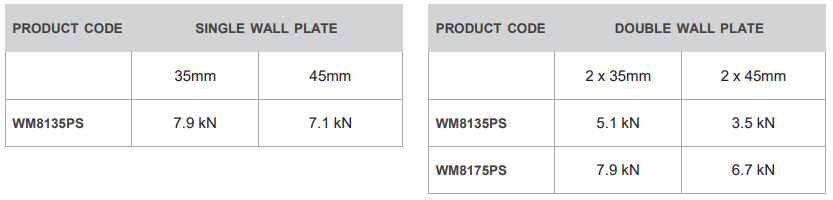 PRODUCT CODE SINGLE WALL PLATE
35mm 45mm
WM8135PS 7.9 kN 7.1 kN
PRODUCT CODE DOUBLE WALL PLATE
2 x 35mm 2 x 45mm
WM8135PS 5.1 kN 3.5 kN
WM8175PS 7.9 kN 6.7 kN